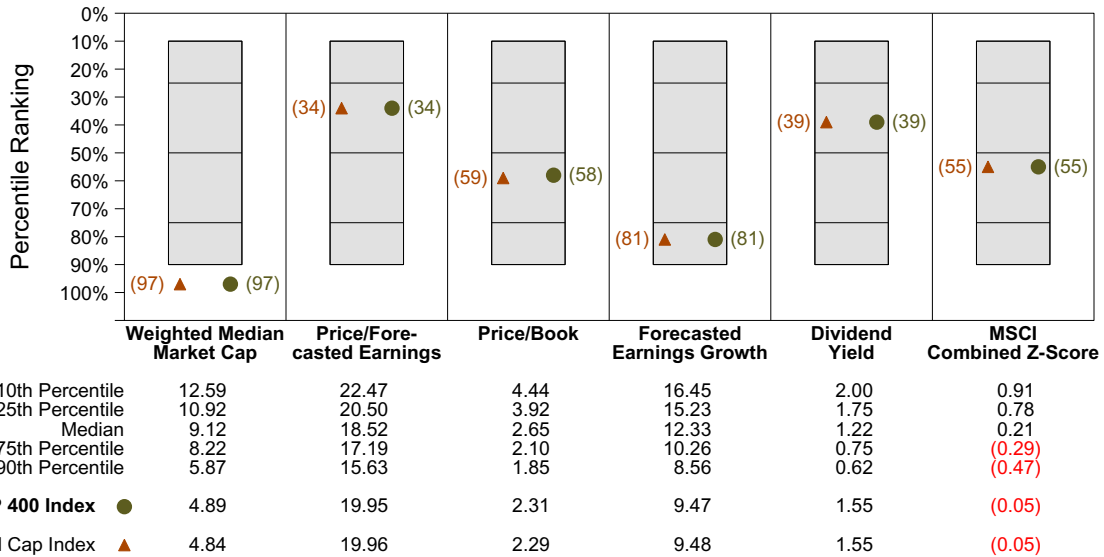 0%
10%
20%
30%
40%
50%
60%
70%
80%
90%
100%
Percentile Ranking
(97) (97)
(34) (34)
(59) (58)
(81) (81)
(39) (39)
(55) (55)
Weighted Median
Market Cap
Price/Fore-
casted Earnings
Price/Book
Forecasted
Earnings Growth
Dividend
Yield
MSCI
Combined Z-Score
10th Percentile 12.59 22.47 4.44 16.45 2.00 0.91
25th Percentile 10.92 20.50 3.92 15.23 1.75 0.78
Median 9.12 18.52 2.65 12.33 1.22 0.21
75th Percentile 8.22 17.19 2.10 10.26 0.75 (0.29)
90th Percentile 5.87 15.63 1.85 8.56 0.62 (0.47)
400 Index 4.89 19.95 2.31 9.47 1.55 (0.05)
Cap Index 4.84 19.96 2.29 9.48 1.55 (0.05)